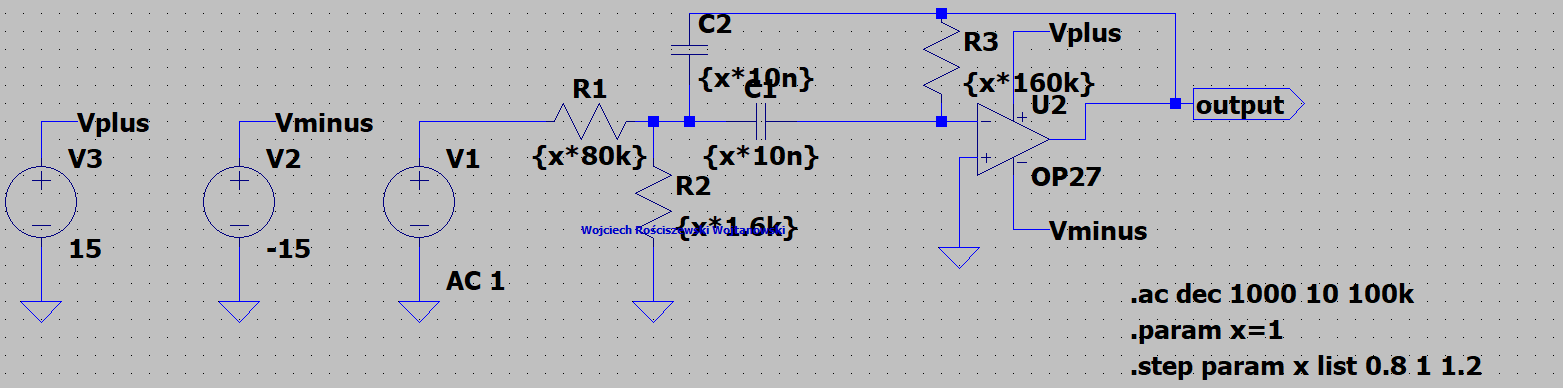 C2
R3
Vplus
{x*10n}
{x*160k}
R1
C1
U2
output
Vplus
Vminus
V3
V2
V1
{x*80k}
{x*10n}
OP27
R2
{x*1.6k}
Vminus
15
-15
AC 1
.ac dec 1000 10 100k
.param x=1
.step param x list 0.8 1 1.2